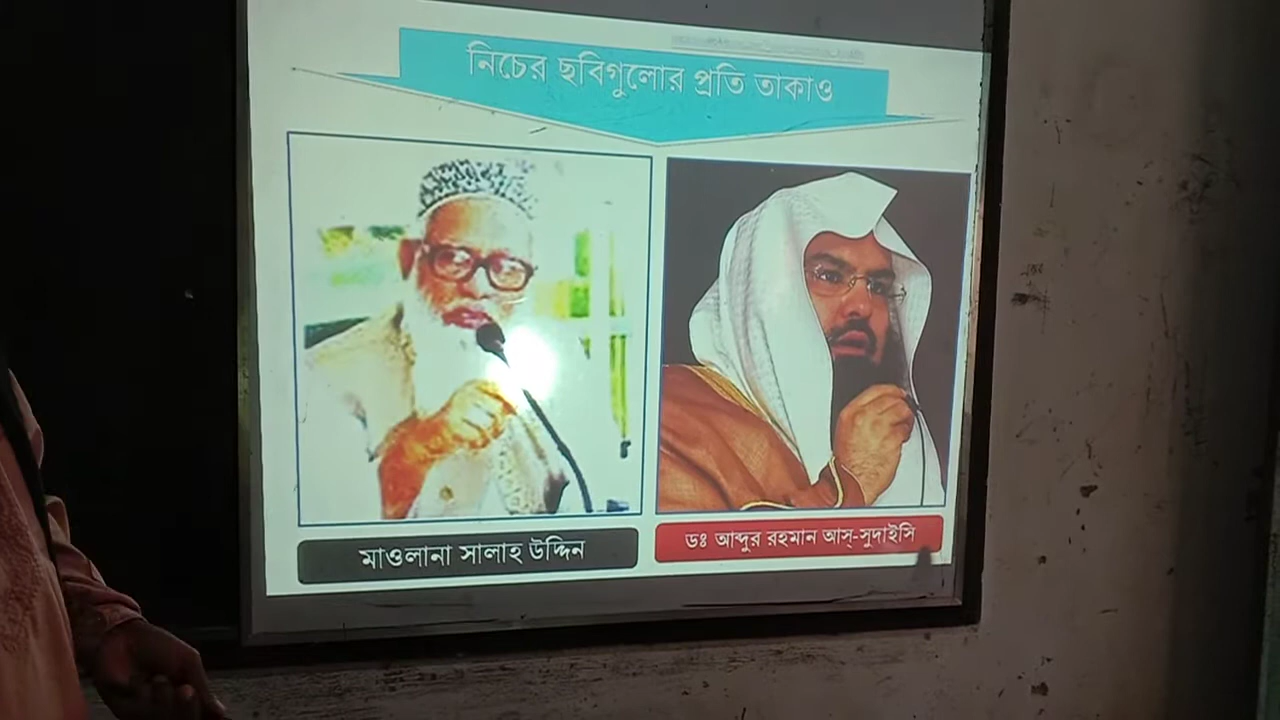 নিচের ছবিগুলোর প্রতি তাকাও
মাওলানা সালাহ উদ্দিন
ডঃ আব্দুর রহমান আস্-সুদাইসি